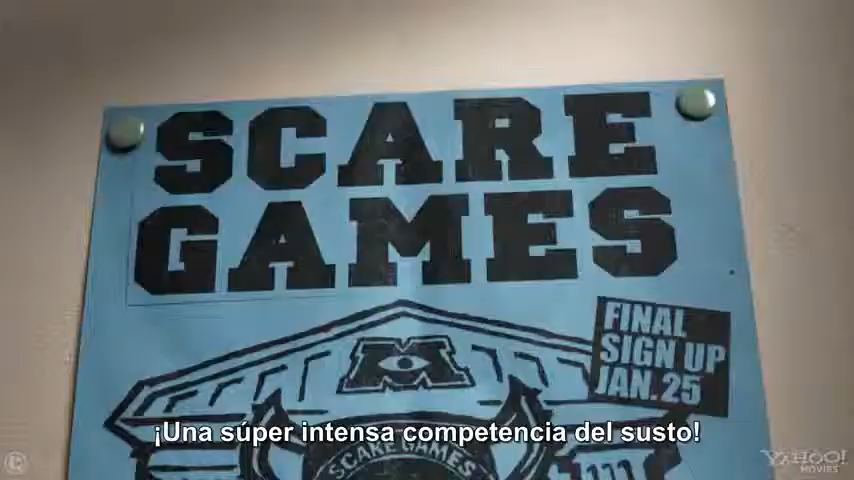 SCARE
GAMES
FINAL
SIGN UP
JAN. 25
M
SCARE GAMES
¡Una súper intensa competencia del susto!
©
YAHOO!
MOVIES